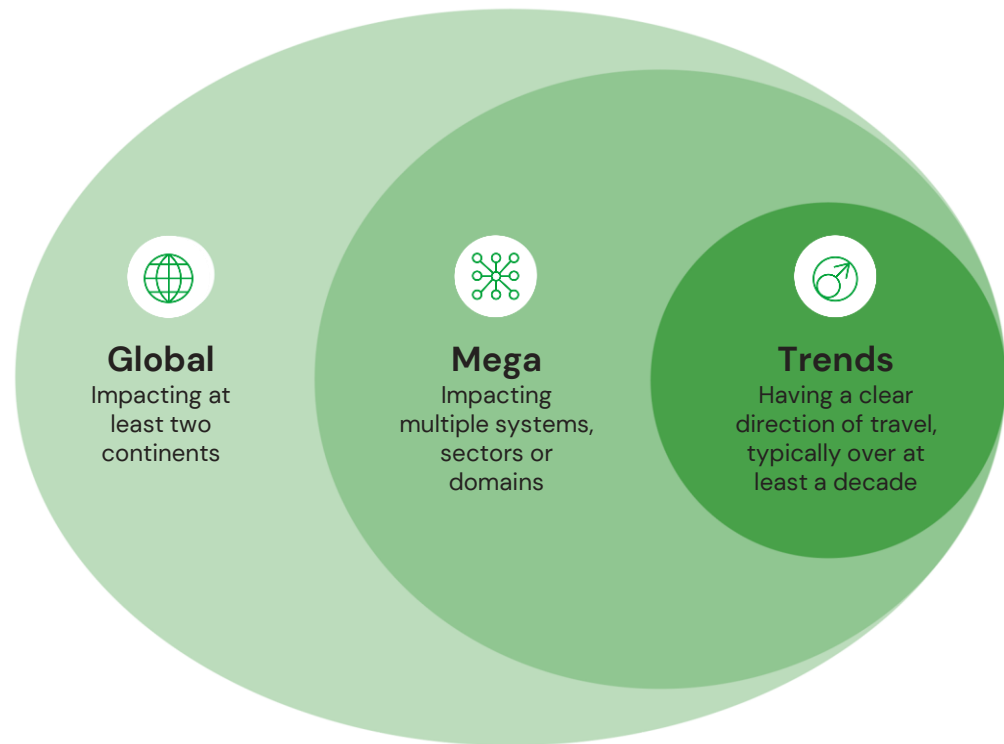 Global
Impacting at
least two
continents
Mega
Impacting
multiple systems,
sectors or
domains
Trends
Having a clear
direction of travel,
typically over at
least a decade